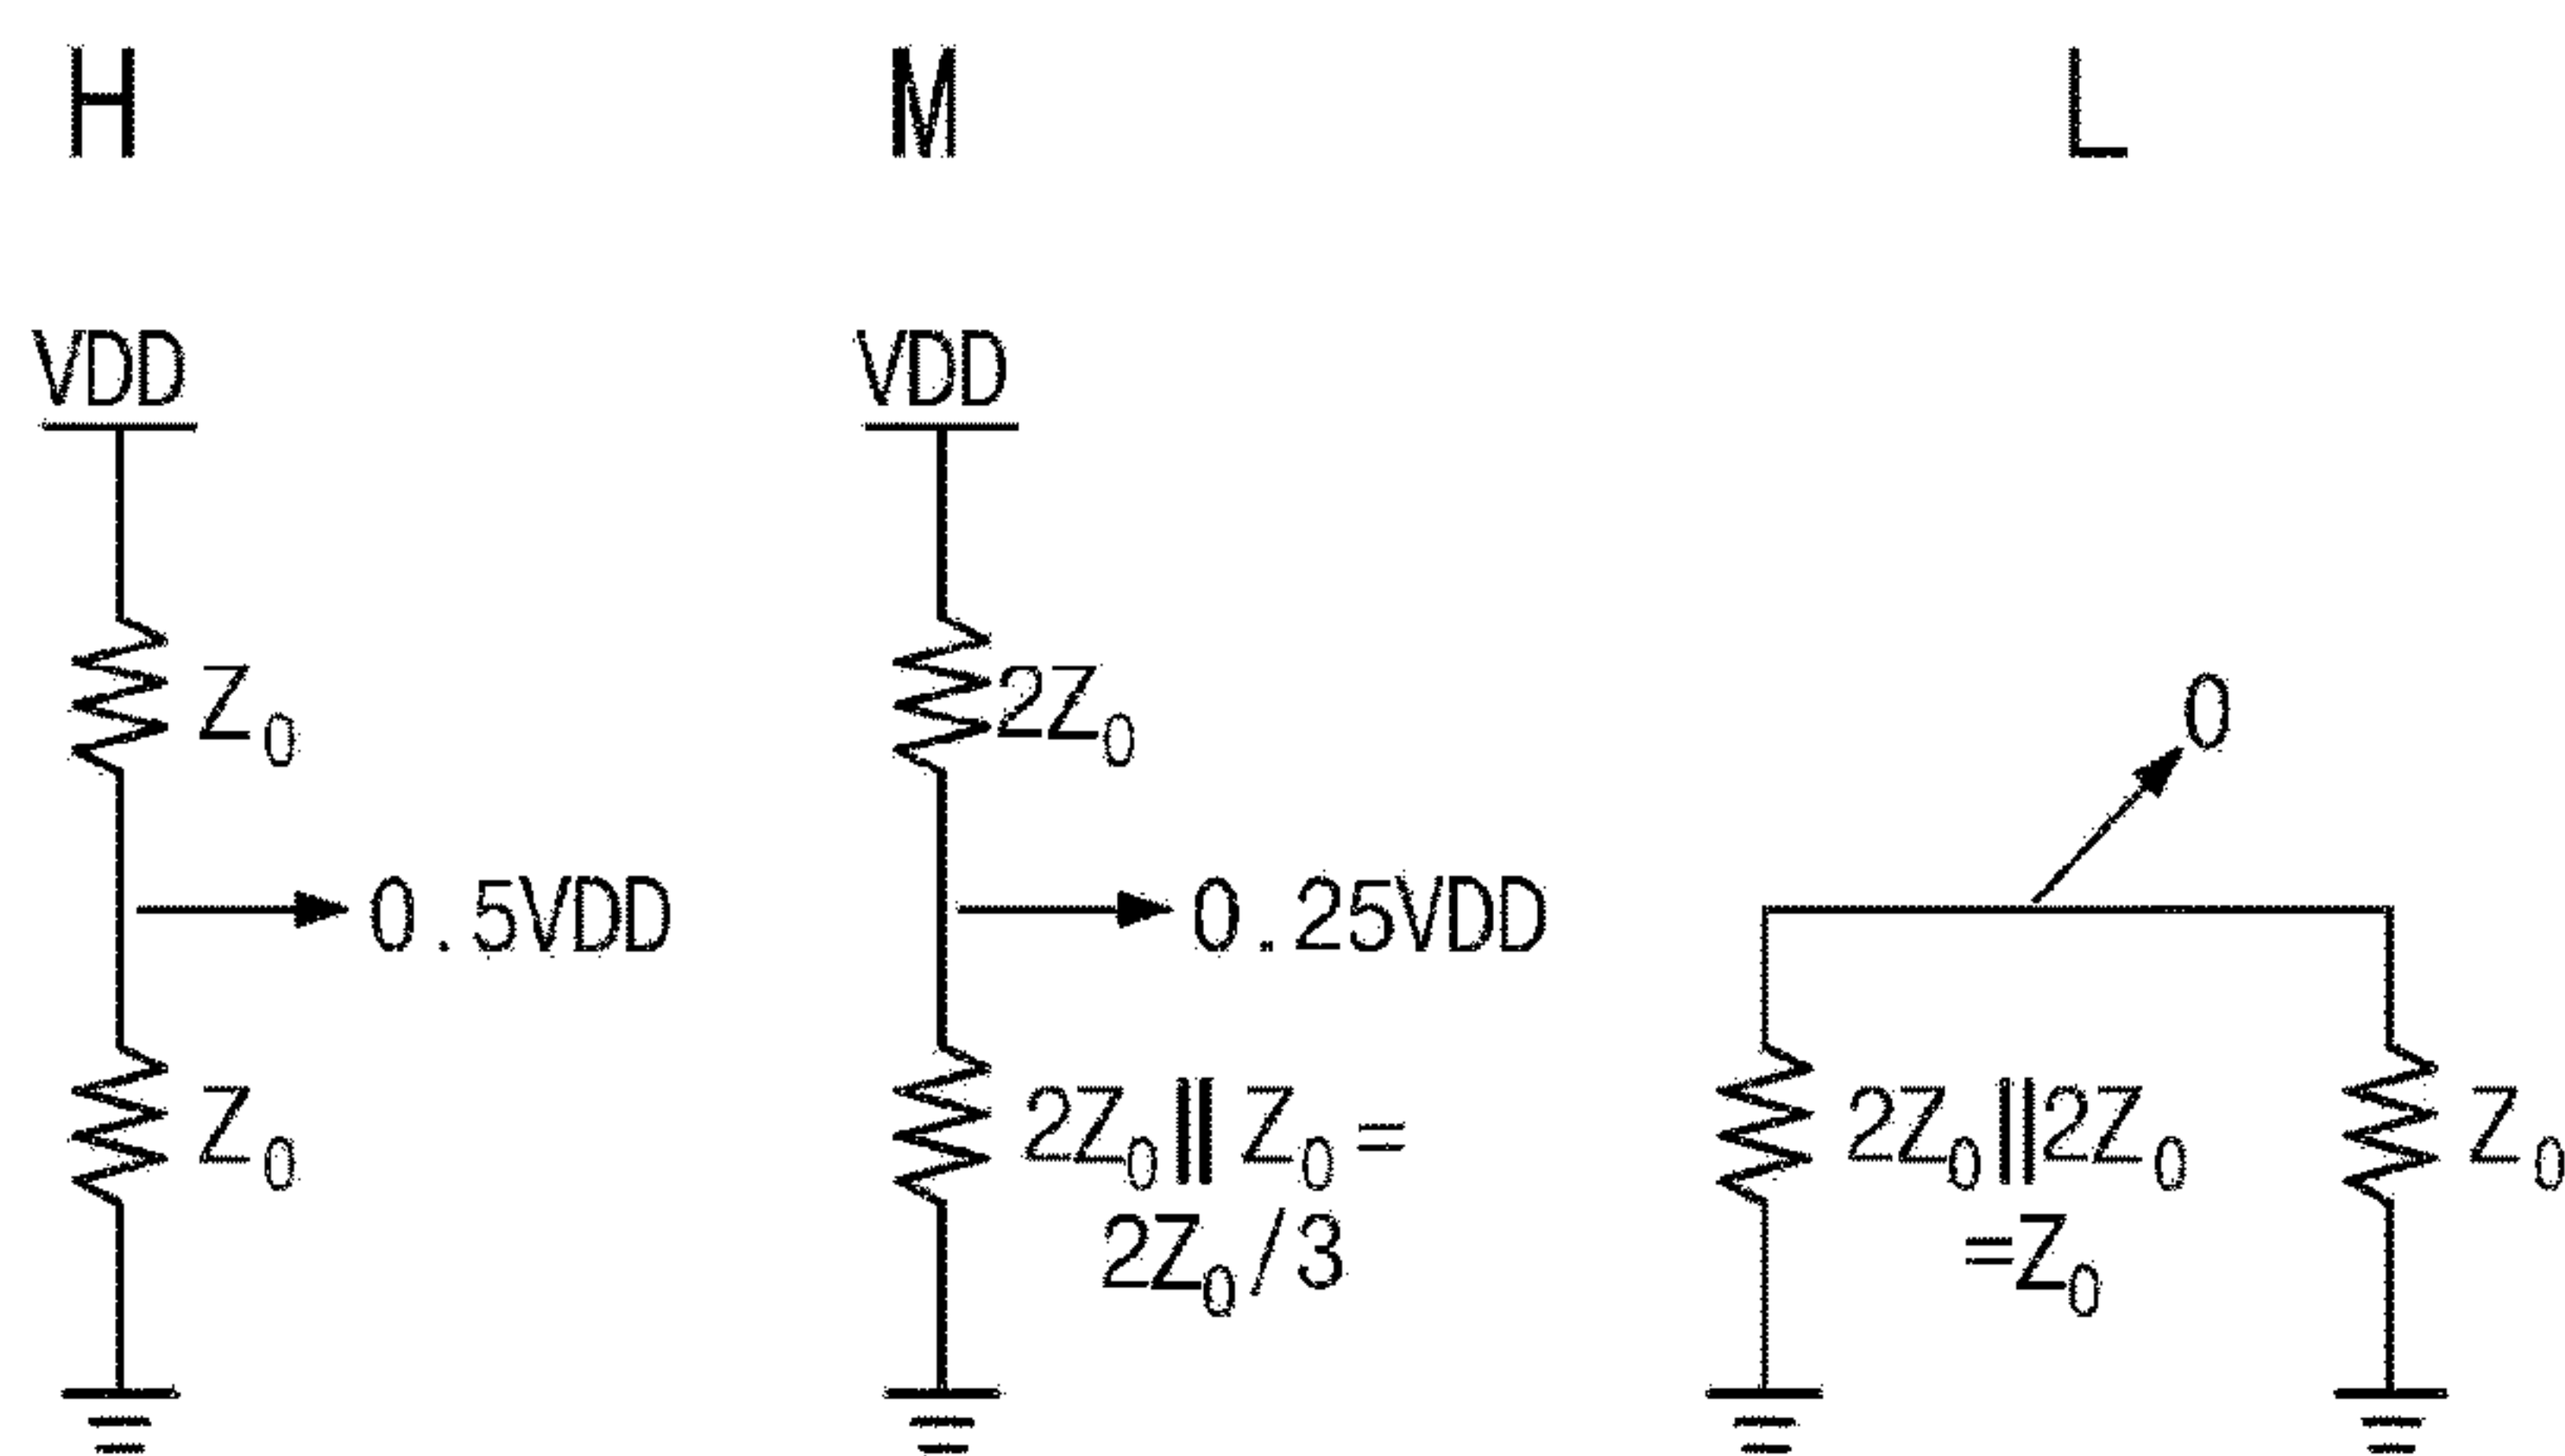 H
M
L
VDD
VDD
Z₀
2Z₀
0
0.5VDD
0.25VDD
Z₀
2Z₀‖Z₀=
2Z₀/3
2Z₀‖2Z₀
=Z₀
Z₀